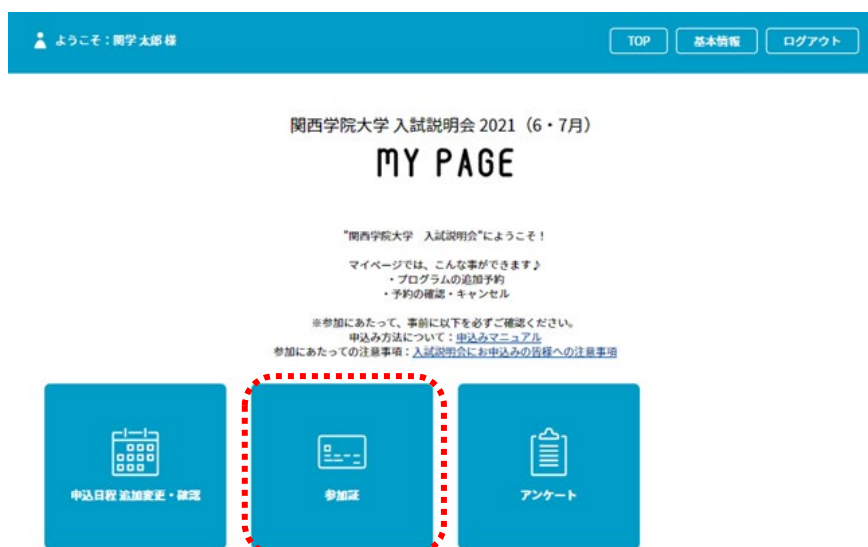 ようこそ：関学 太郎 様
TOP
基本情報
ログアウト
関西学院大学 入試説明会 2021（6・7月）
MY PAGE
"関西学院大学　入試説明会"にようこそ！
マイページでは、こんな事ができます♪
・プログラムの追加予約
・予約の確認・キャンセル
※参加にあたって、事前に以下を必ずご確認ください。
申込み方法について：申込みマニュアル
参加にあたっての注意事項：入試説明会にお申込みの皆様への注意事項
申込日程 追加変更・確認
参加証
アンケート